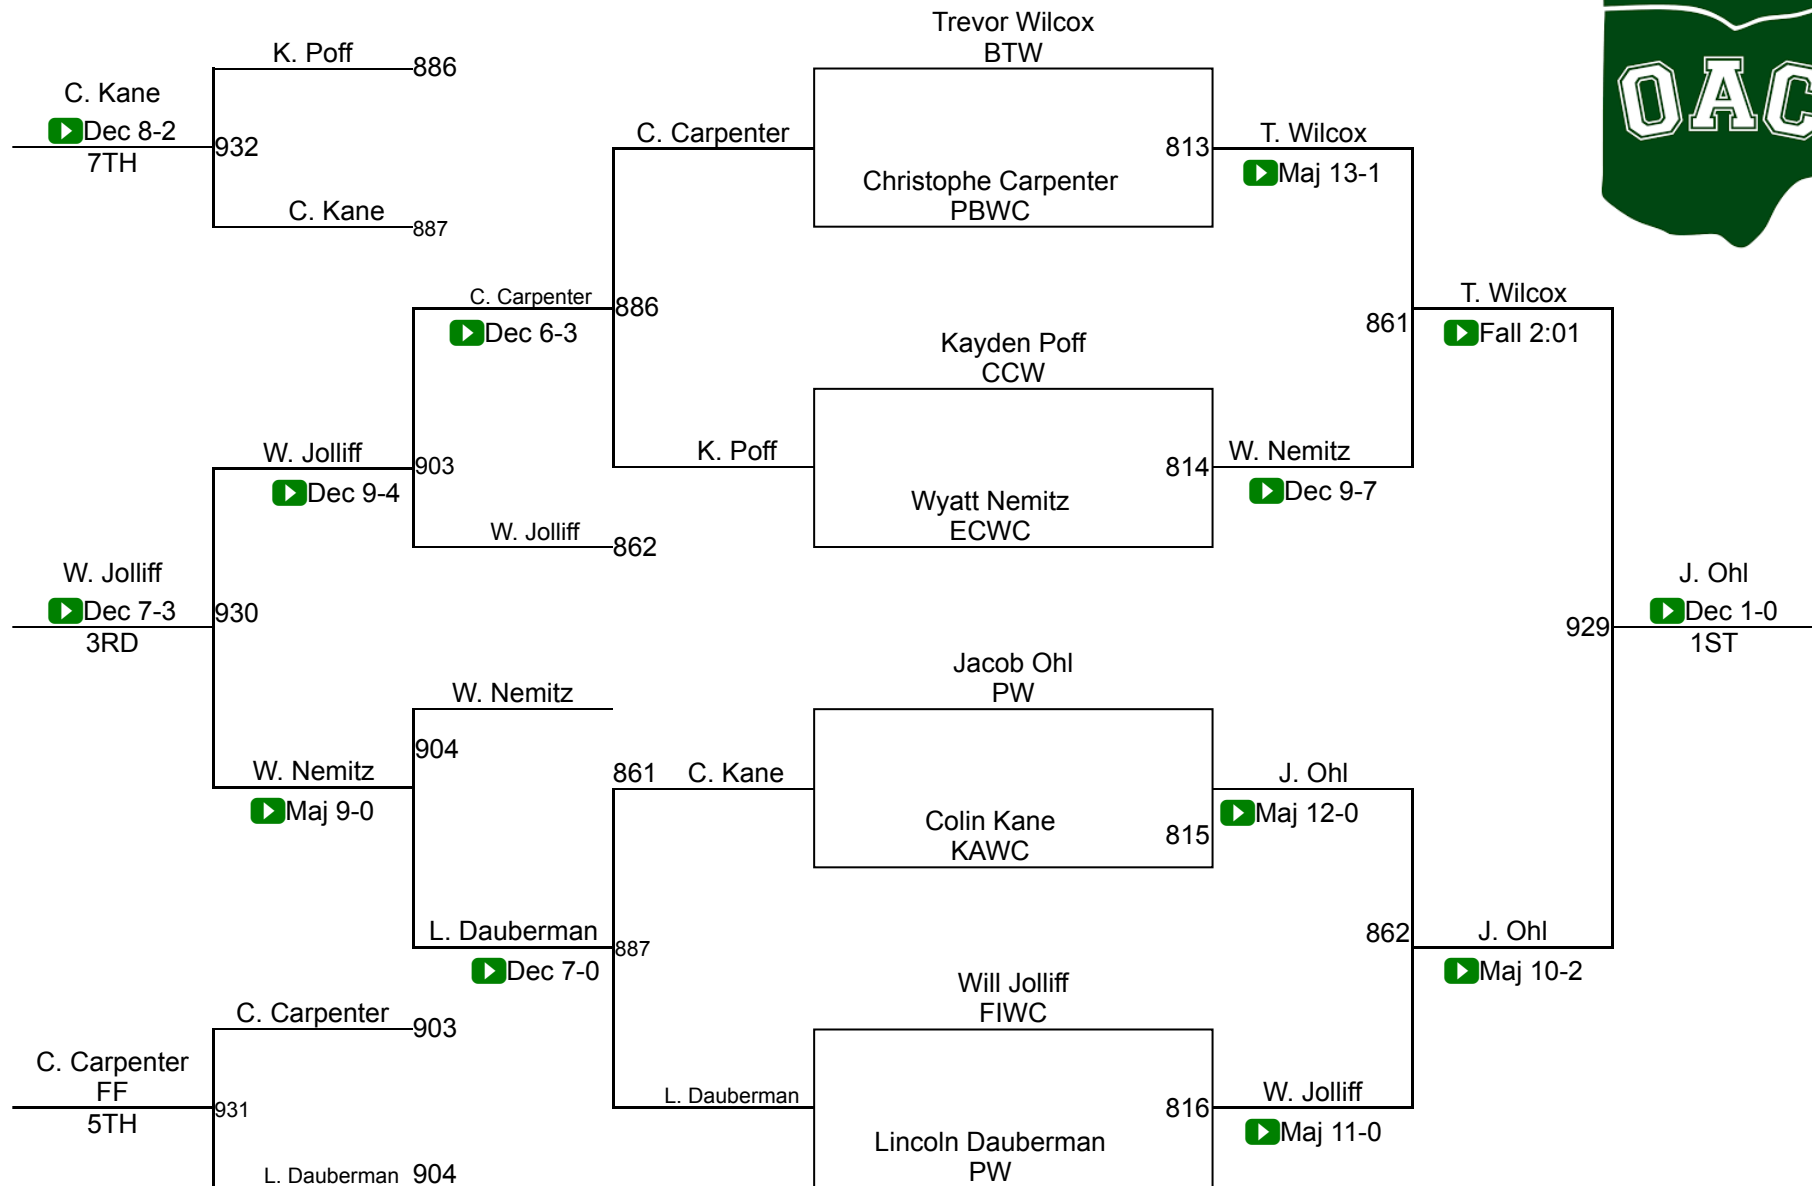 Trevor Wilcox
BTW
K. Poff
886
C. Kane
Dec 8-2
7TH
932
C. Kane
887
C. Carpenter
Christophe Carpenter
PBWC
813
T. Wilcox
Maj 13-1
OAC
C. Carpenter
Dec 6-3
886
Kayden Poff
CCW
861
T. Wilcox
Fall 2:01
W. Jolliff
Dec 9-4
903
K. Poff
Wyatt Nemitz
ECWC
814
W. Nemitz
Dec 9-7
W. Jolliff
862
W. Jolliff
Dec 7-3
3RD
930
929
J. Ohl
Dec 1-0
1ST
Jacob Ohl
PW
W. Nemitz
904
W. Nemitz
Maj 9-0
861
C. Kane
Colin Kane
KAWC
815
J. Ohl
Maj 12-0
L. Dauberman
Dec 7-0
887
862
J. Ohl
Maj 10-2
Will Jolliff
FIWC
C. Carpenter
903
C. Carpenter
FF
5TH
931
L. Dauberman
816
W. Jolliff
Maj 11-0
Lincoln Dauberman
PW
L. Dauberman
904